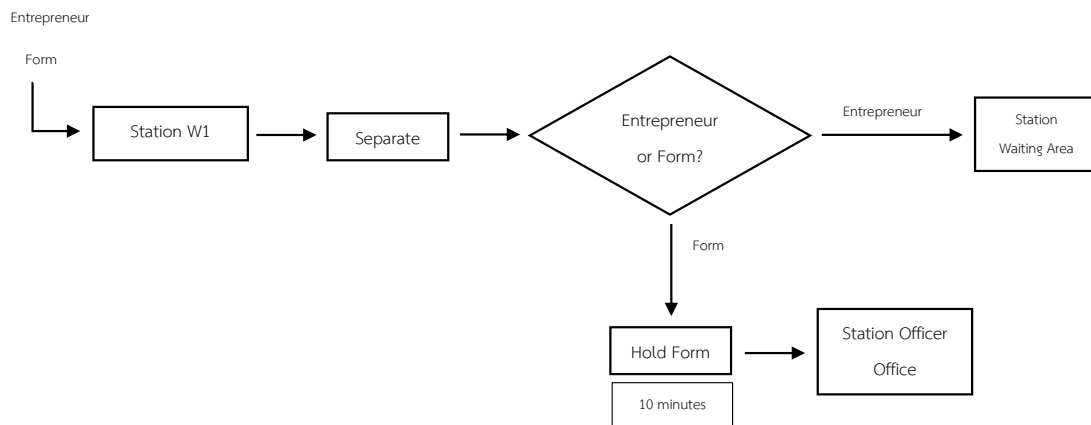 Entrepreneur
Form
Station W1
Separate
Entrepreneur
or Form?
Entrepreneur
Station
Waiting Area
Form
Hold Form
10 minutes
Station Officer
Office